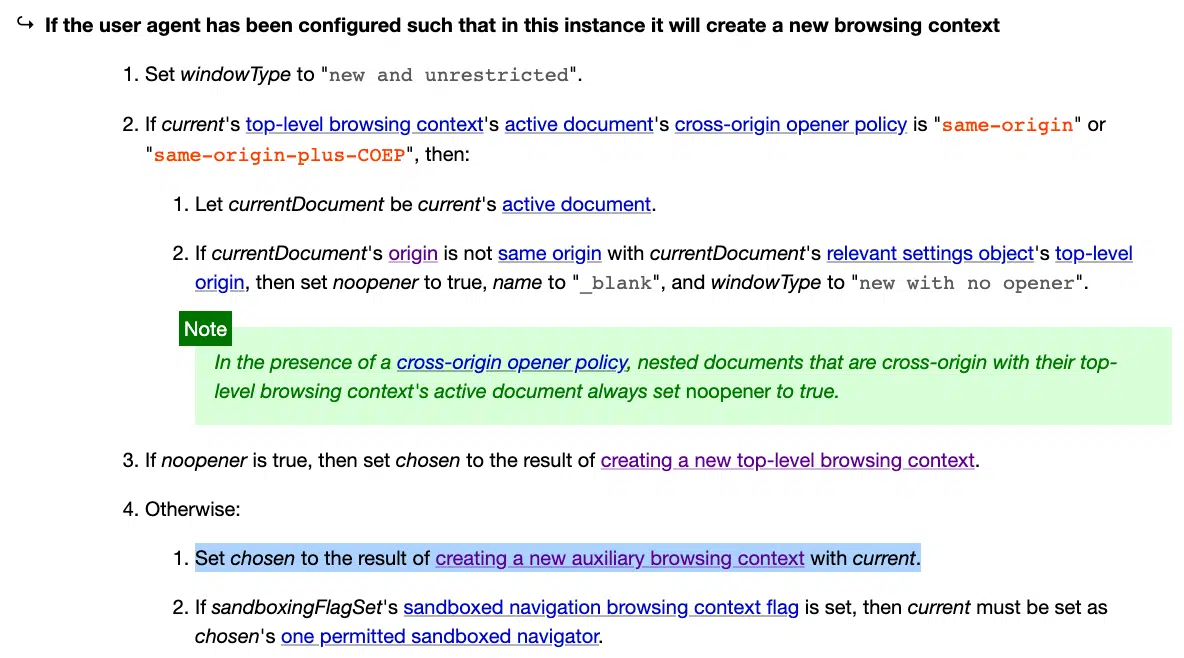 ↪ If the user agent has been configured such that in this instance it will create a new browsing context
1. Set windowType to "new and unrestricted".
2. If current's top-level browsing context's active document's cross-origin opener policy is "same-origin" or
"same-origin-plus-COEP", then:
1. Let currentDocument be current's active document.
2. If currentDocument's origin is not same origin with currentDocument's relevant settings object's top-level
origin, then set noopener to true, name to "_blank", and windowType to "new with no opener".
Note
In the presence of a cross-origin opener policy, nested documents that are cross-origin with their top-
level browsing context's active document always set noopener to true.
3. If noopener is true, then set chosen to the result of creating a new top-level browsing context.
4. Otherwise:
1. Set chosen to the result of creating a new auxiliary browsing context with current.
2. If sandboxingFlagSet's sandboxed navigation browsing context flag is set, then current must be set as
chosen's one permitted sandboxed navigator.